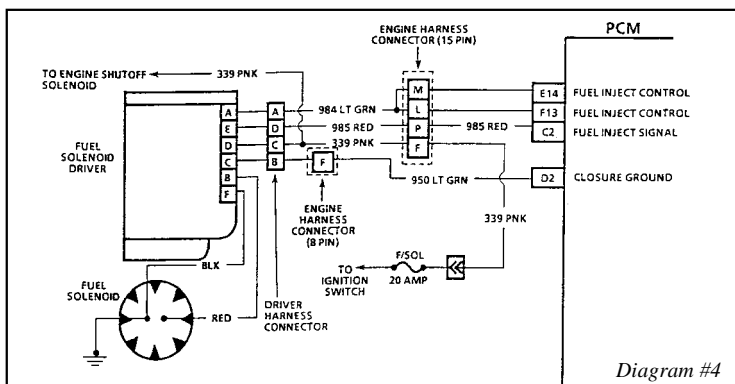 PCM
ENGINE HARNESS
CONNECTOR (15 PIN)
TO ENGINE SHUTOFF
SOLENOID
339 PNK
M
E14
FUEL INJECT CONTROL
A
A
984 LT GRN
L
F13
FUEL INJECT CONTROL
E
D
985 RED
P
985 RED
C2
FUEL INJECT SIGNAL
FUEL
SOLENOID
DRIVER
D
C
339 PNK
F
C
B
F
950 LT GRN
D2
CLOSURE GROUND
B
F
ENGINE
HARNESS
CONNECTOR
(8 PIN)
339 PNK
BLK
F/SOL
20 AMP
TO
IGNITION
SWITCH
FUEL
SOLENOID
RED
DRIVER
HARNESS
CONNECTOR
Diagram #4